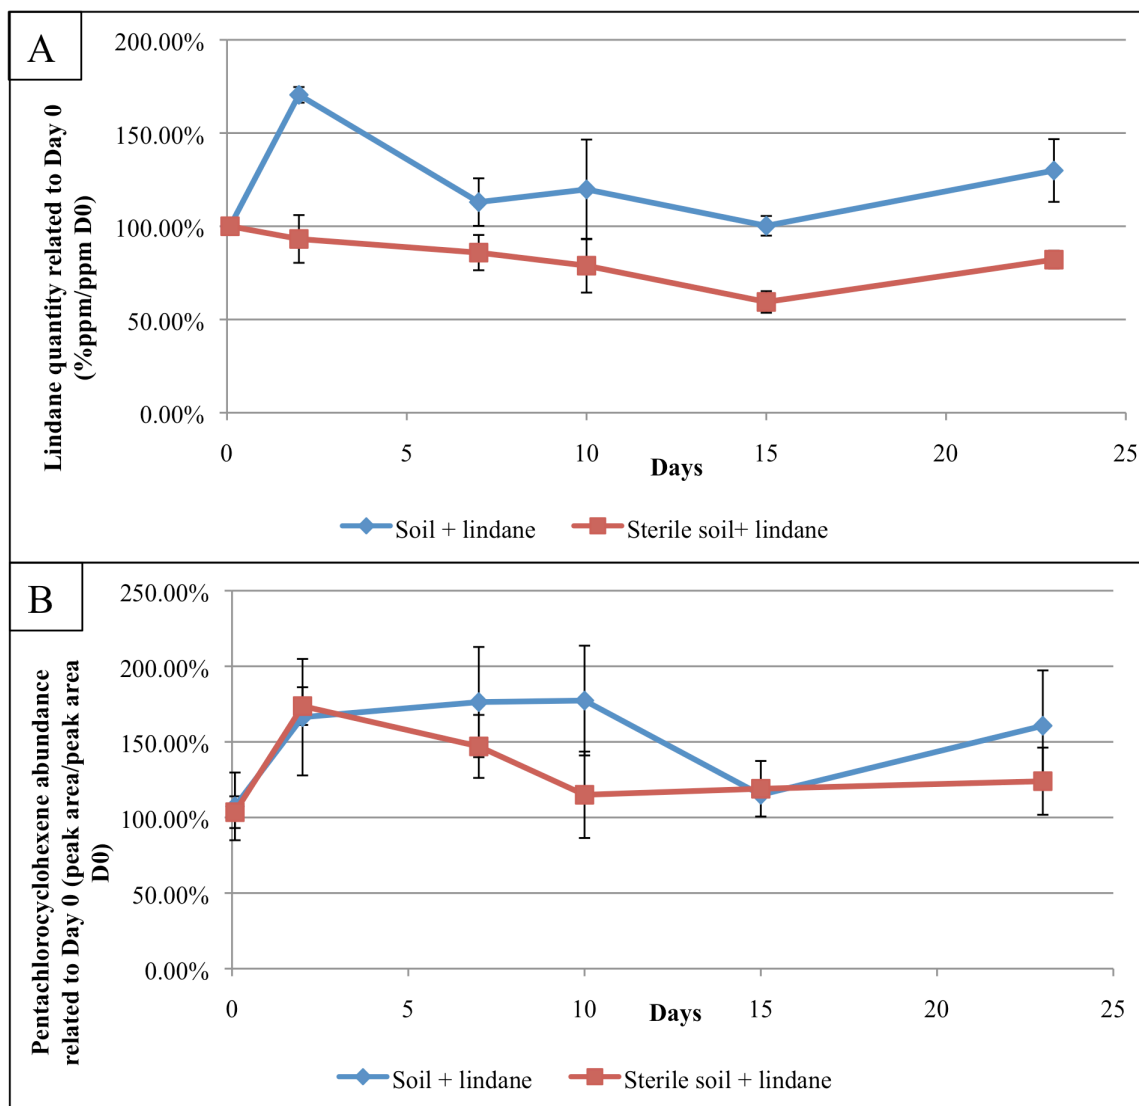 A
Lindane quantity related to Day 0
(%ppm/ppm D0)
200.00%
150.00%
100.00%
50.00%
0.00%
0 5 10 15 20 25
Days
Soil + lindane Sterile soil+ lindane
B
Pentachlorocyclohexene abundance
related to Day 0 (peak area/peak area
D0)
250.00%
200.00%
150.00%
100.00%
50.00%
0.00%
0 5 10 15 20 25
Days
Soil + lindane Sterile soil + lindane